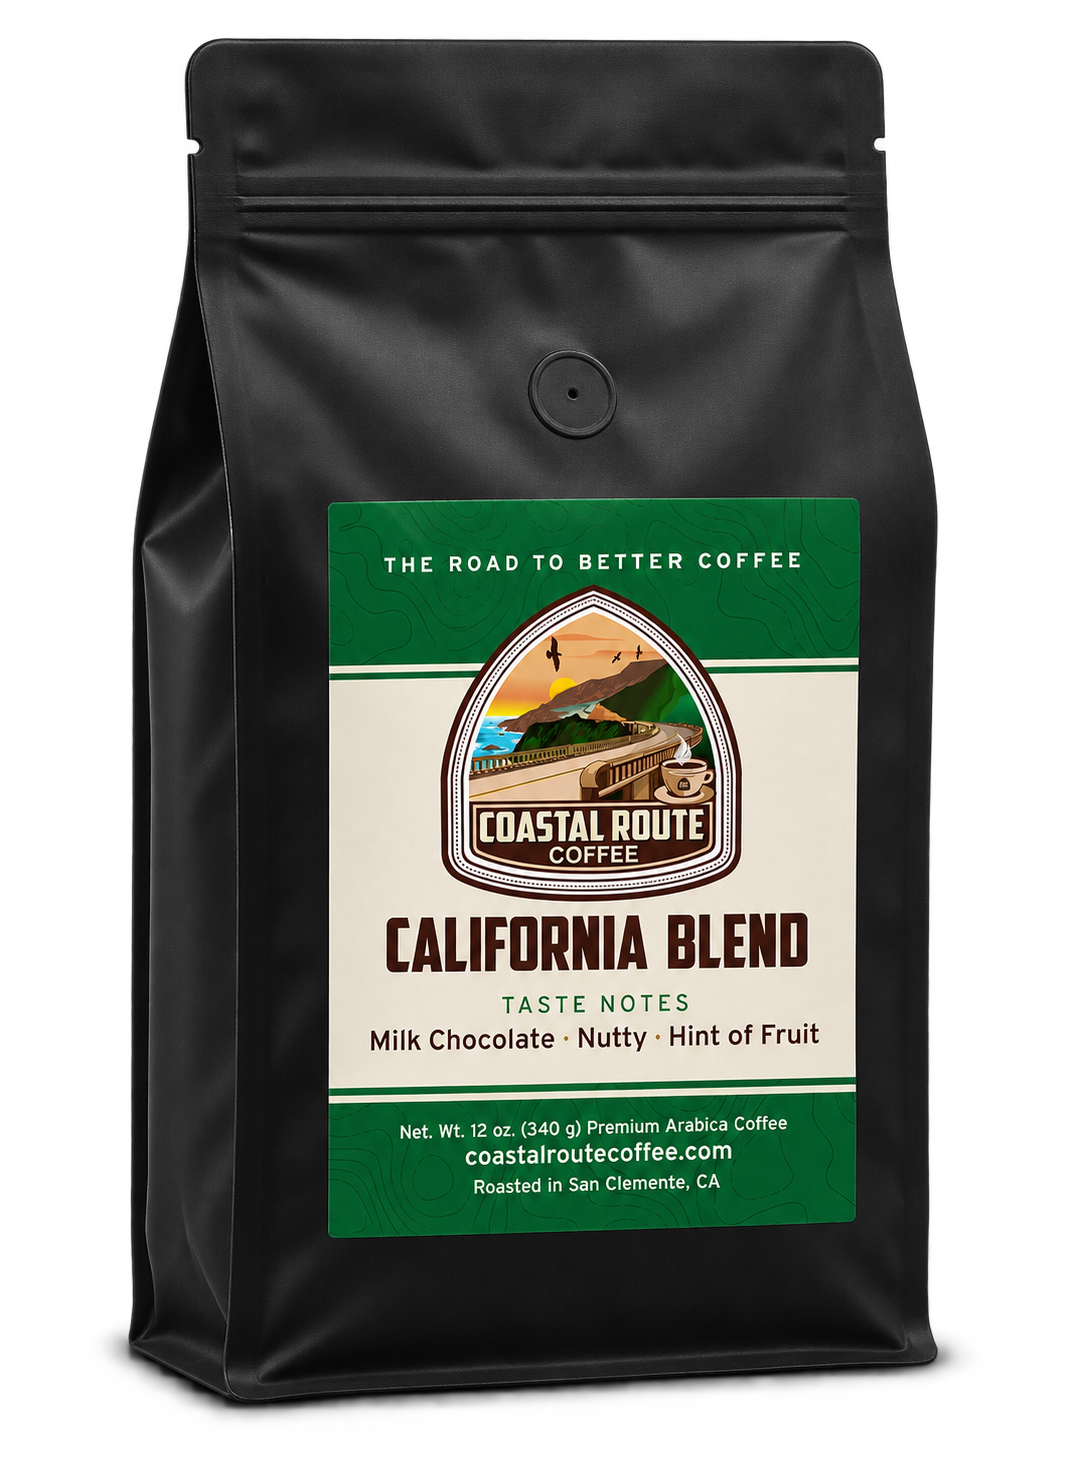 THE ROAD TO BETTER COFFEE
COASTAL ROUTE
COFFEE
CALIFORNIA BLEND
TASTE NOTES
Milk Chocolate · Nutty · Hint of Fruit
Net. Wt. 12 oz. (340 g) Premium Arabica Coffee
coastalroutecoffee.com
Roasted in San Clemente, CA